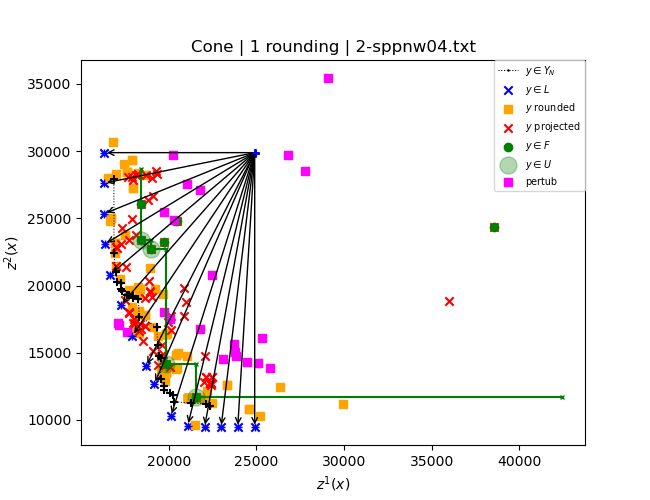 Cone | 1 rounding | 2-sppnw04.txt
z²(x)
35000
30000
25000
20000
15000
10000
20000 25000 30000 35000 40000
z¹(x)
y ∈ Y_N
y ∈ L
y rounded
y projected
y ∈ F
y ∈ U
pertub